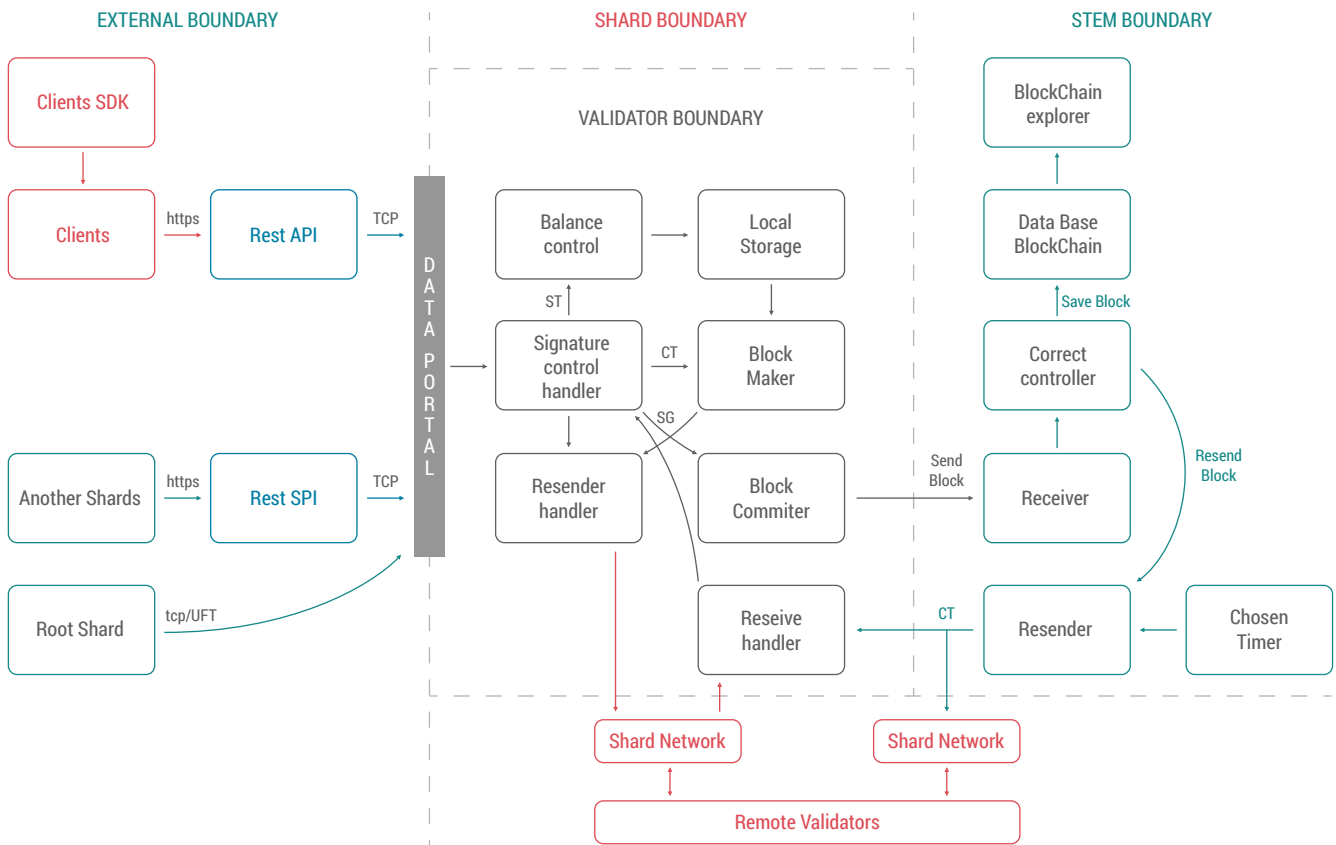 EXTERNAL BOUNDARY
SHARD BOUNDARY
STEM BOUNDARY
Clients SDK
BlockChain
explorer
VALIDATOR BOUNDARY
Clients
https
Rest API
TCP
DATA PORTAL
Balance
control
Local
Storage
Data Base
BlockChain
ST
Save Block
Signature
control
handler
CT
Block
Maker
Correct
controller
SG
Another Shards
https
Rest SPI
TCP
Resender
handler
Block
Commiter
Send
Block
Receiver
Resend
Block
Root Shard
tcp/UFT
Reseive
handler
CT
Resender
Chosen
Timer
Shard Network
Shard Network
Remote Validators